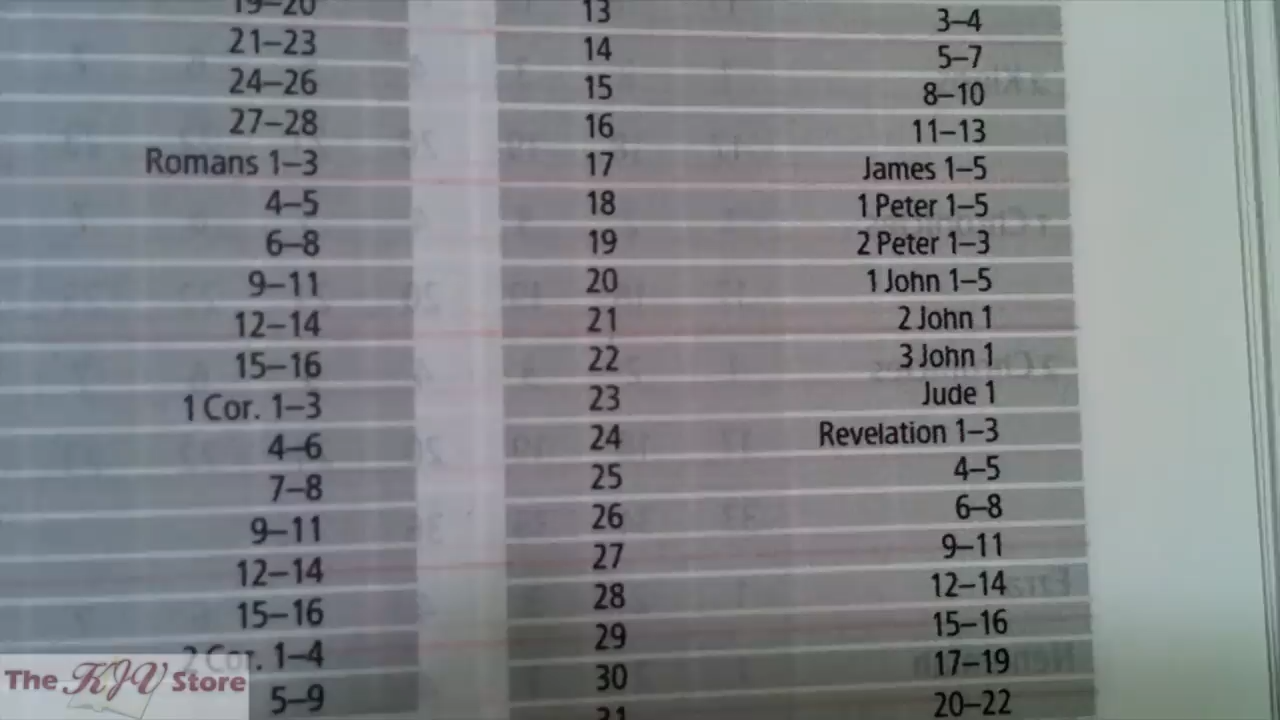 19–20
21–23
24–26
27–28
Romans 1–3
4–5
6–8
9–11
12–14
15–16
1 Cor. 1–3
4–6
7–8
9–11
12–14
15–16
2 Cor. 1–4
5–9
13 3–4
14 5–7
15 8–10
16 11–13
17 James 1–5
18 1 Peter 1–5
19 2 Peter 1–3
20 1 John 1–5
21 2 John 1
22 3 John 1
23 Jude 1
24 Revelation 1–3
25 4–5
26 6–8
27 9–11
28 12–14
29 15–16
30 17–19
31 20–22
The KJV Store